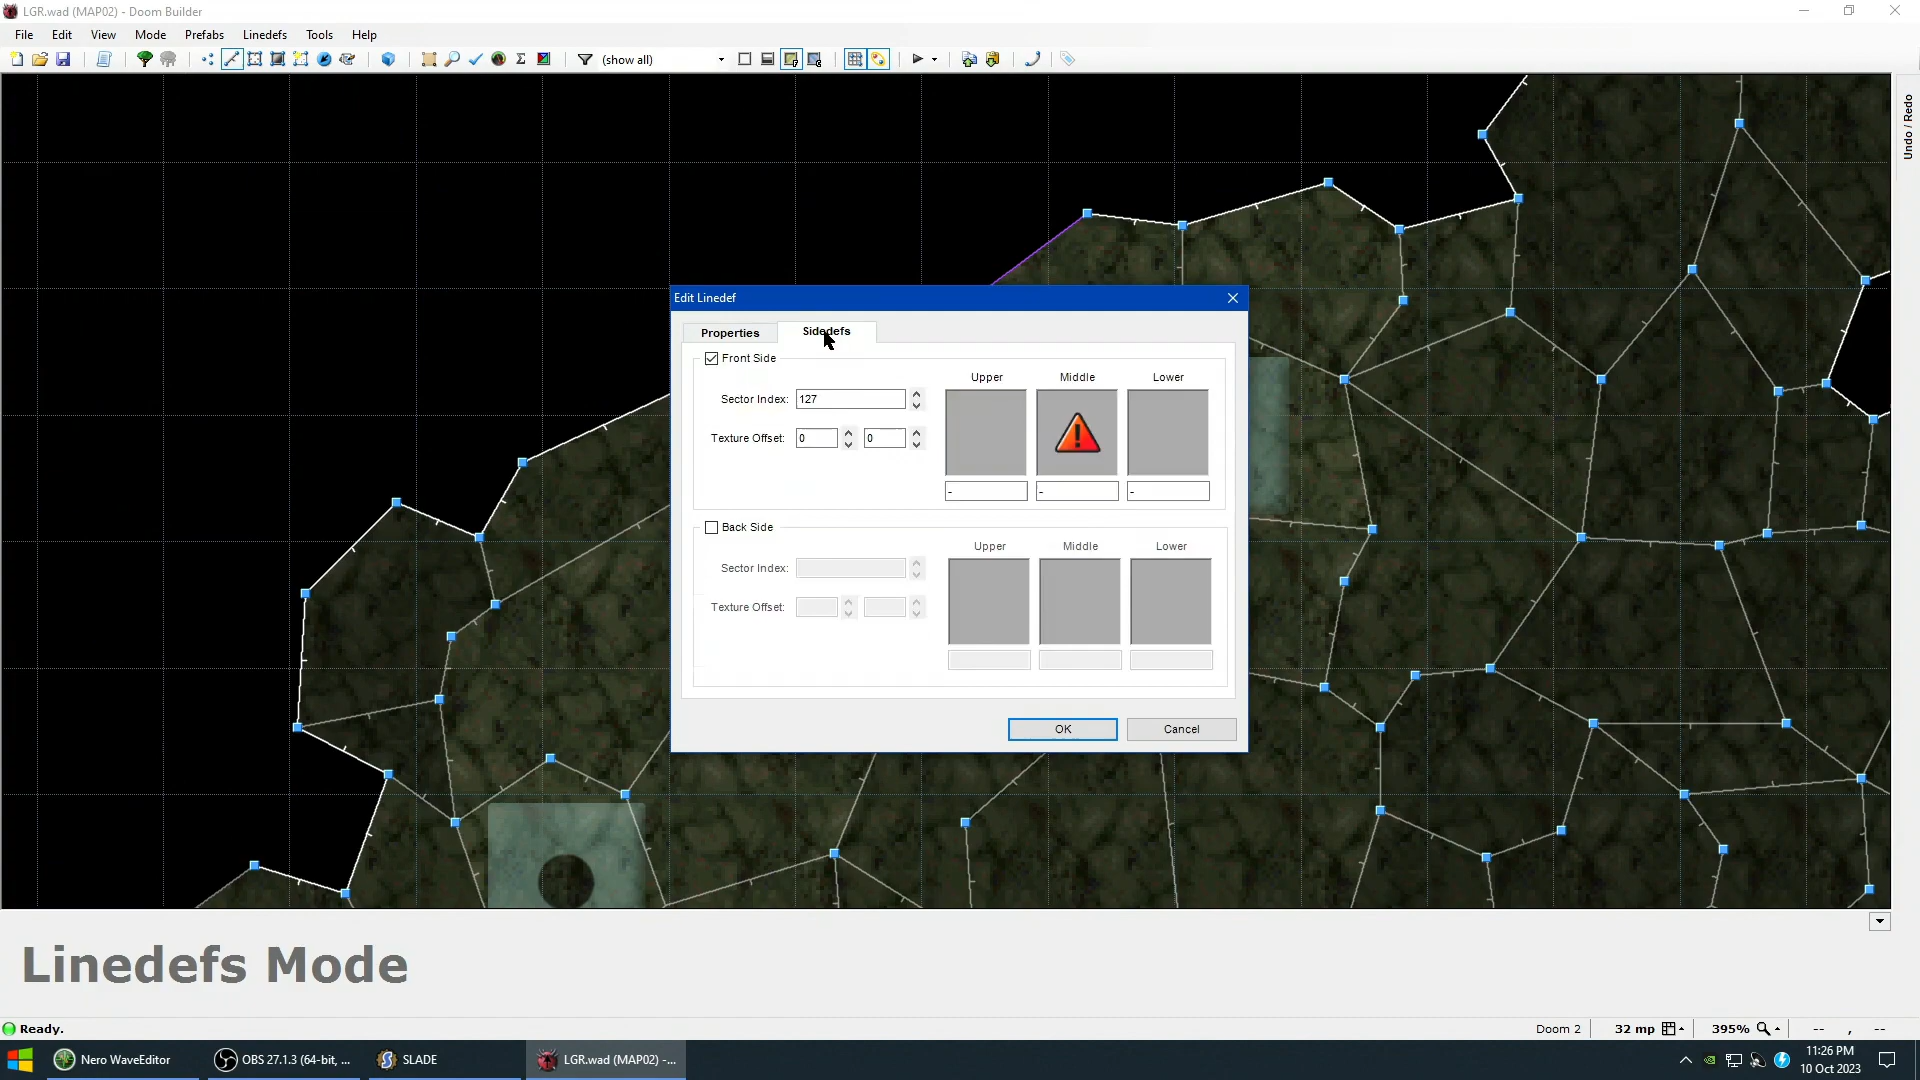 LGR.wad (MAP02) - Doom Builder
File Edit View Mode Prefabs Linedefs Tools Help
(show all)
Undo / Redo
Edit Linedef
Properties Sidedefs
Front Side
Upper Middle Lower
Sector Index: 127
Texture Offset: 0 0
- - -
Back Side
Upper Middle Lower
Sector Index:
Texture Offset:
OK Cancel
Linedefs Mode
Ready.
Doom 2 32 mp 395% -- , --
Nero WaveEditor OBS 27.1.3 (64-bit, ... SLADE LGR.wad (MAP02) -...
11:26 PM
10 Oct 2023